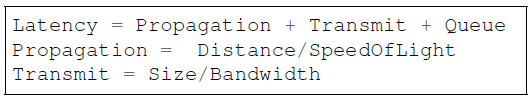 Latency = Propagation + Transmit + Queue
Propagation = Distance/SpeedOfLight
Transmit = Size/Bandwidth